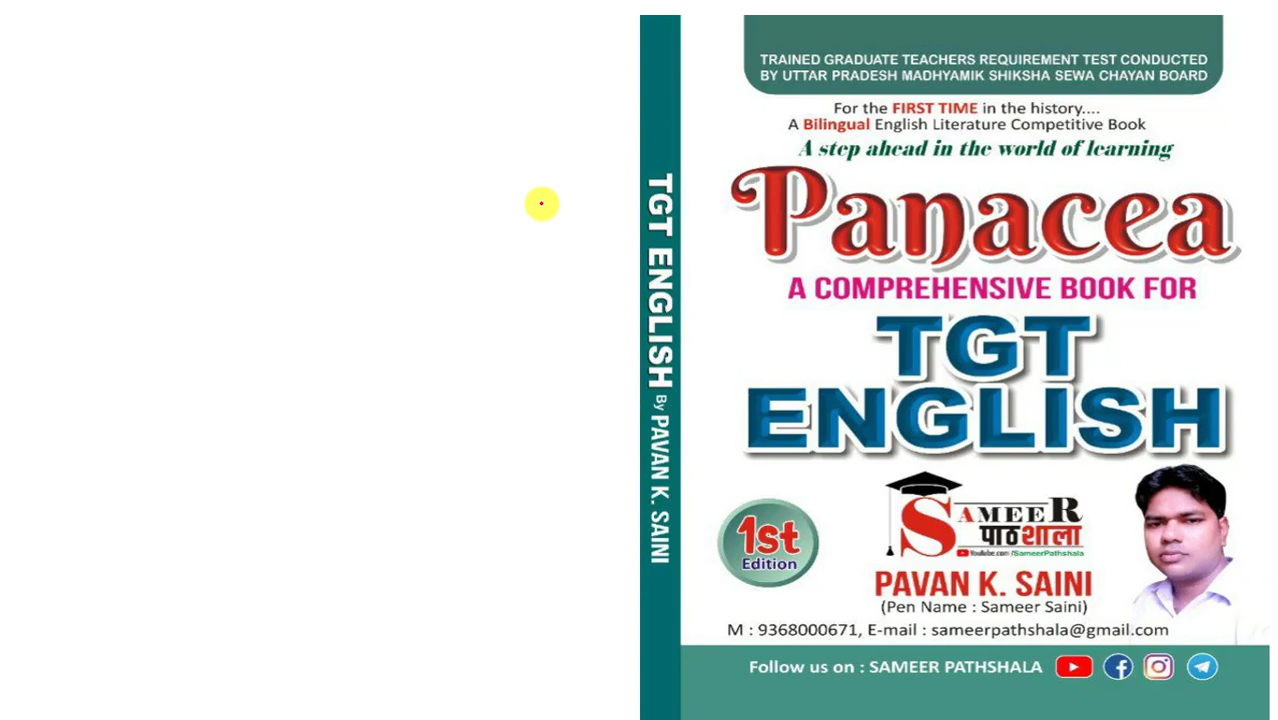 TGT ENGLISH By PAVAN K. SAINI
TRAINED GRADUATE TEACHERS REQUIREMENT TEST CONDUCTED
BY UTTAR PRADESH MADHYAMIK SHIKSHA SEWA CHAYAN BOARD
For the FIRST TIME in the history....
A Bilingual English Literature Competitive Book
A step ahead in the world of learning
Panacea
A COMPREHENSIVE BOOK FOR
TGT
ENGLISH
1st
Edition
SAMEER
पाठशाला
Youtube.com/SameerPathshala
PAVAN K. SAINI
(Pen Name : Sameer Saini)
M : 9368000671, E-mail : sameerpathshala@gmail.com
Follow us on : SAMEER PATHSHALA